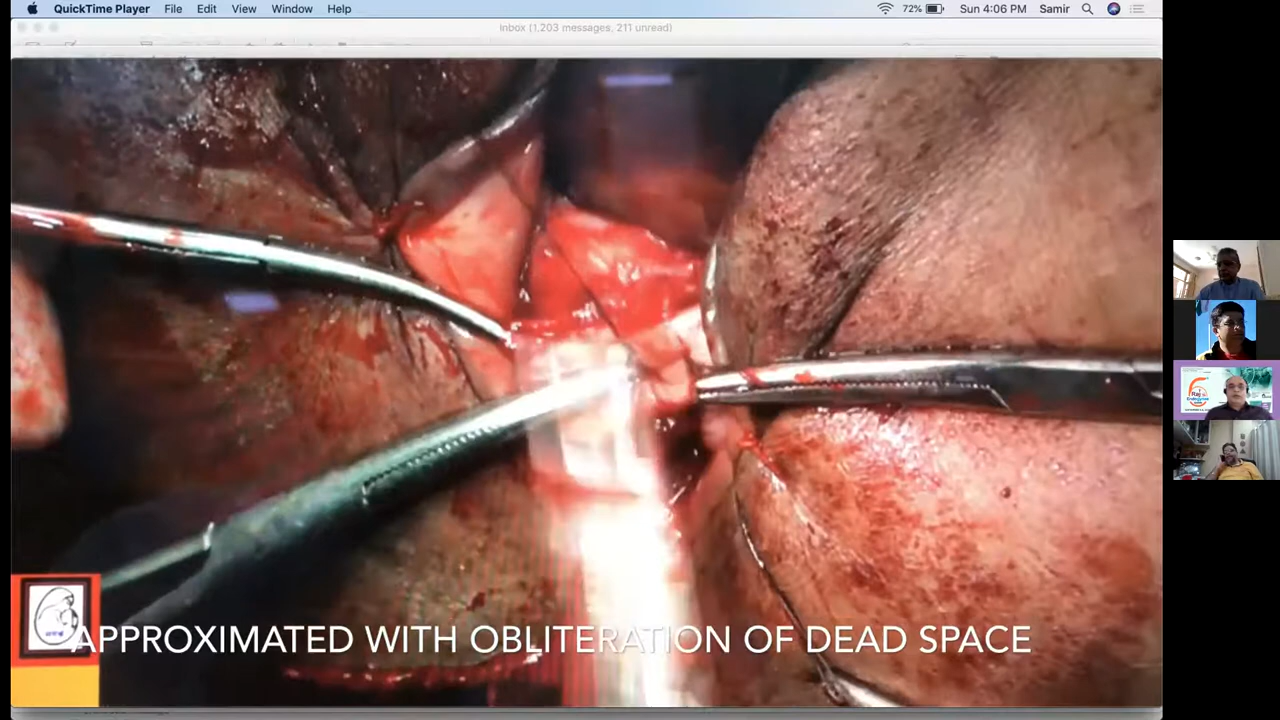 QuickTime Player File Edit View Window Help 72% Sun 4:06 PM Samir
Inbox (1,203 messages, 211 unread)
APPROXIMATED WITH OBLITERATION OF DEAD SPACE